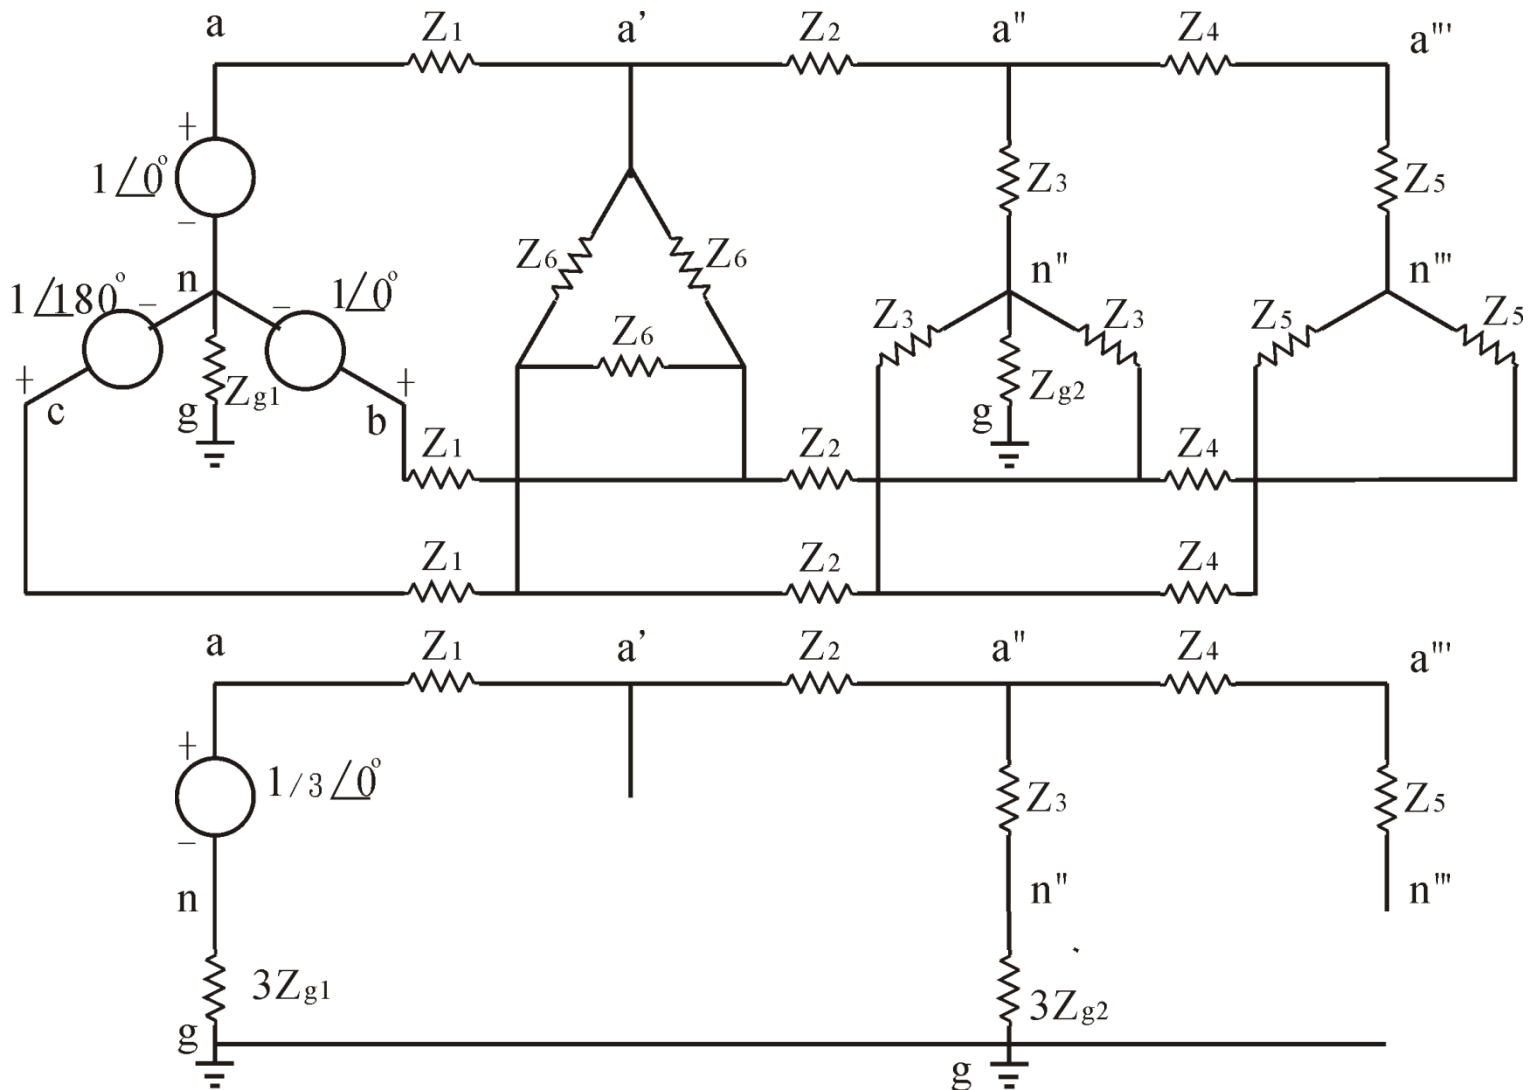 a Z1 a' Z2 a" Z4 a'''
+
1∠0° Z3 Z5
−
Z6 Z6
n n" n'''
1∠180° − − 1∠0°
Z3 Z3 Z5 Z5
Z6
+ Zg1 + Zg2
c g b g
Z1 Z2 Z4
Z1 Z2 Z4
a Z1 a' Z2 a" Z4 a'''
+
1/3∠0° Z3 Z5
−
n n" n'''
3Zg1 3Zg2
g
g